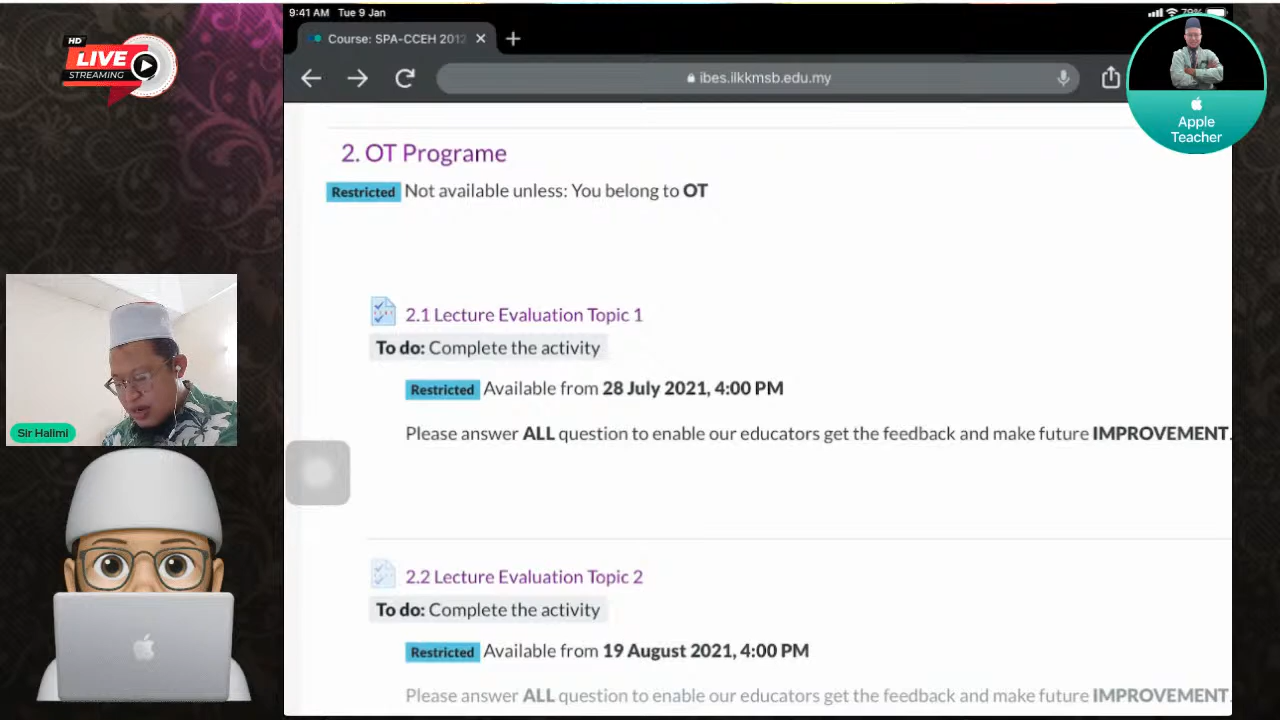 9:41 AM Tue 9 Jan
79%
HD
LIVE
STREAMING
Course: SPA-CCEH 2012
ibes.ilkkmsb.edu.my
Apple
Teacher
2. OT Programe
Restricted Not available unless: You belong to OT
2.1 Lecture Evaluation Topic 1
To do: Complete the activity
Restricted Available from 28 July 2021, 4:00 PM
Please answer ALL question to enable our educators get the feedback and make future IMPROVEMENT.
Sir Halimi
2.2 Lecture Evaluation Topic 2
To do: Complete the activity
Restricted Available from 19 August 2021, 4:00 PM
Please answer ALL question to enable our educators get the feedback and make future IMPROVEMENT.